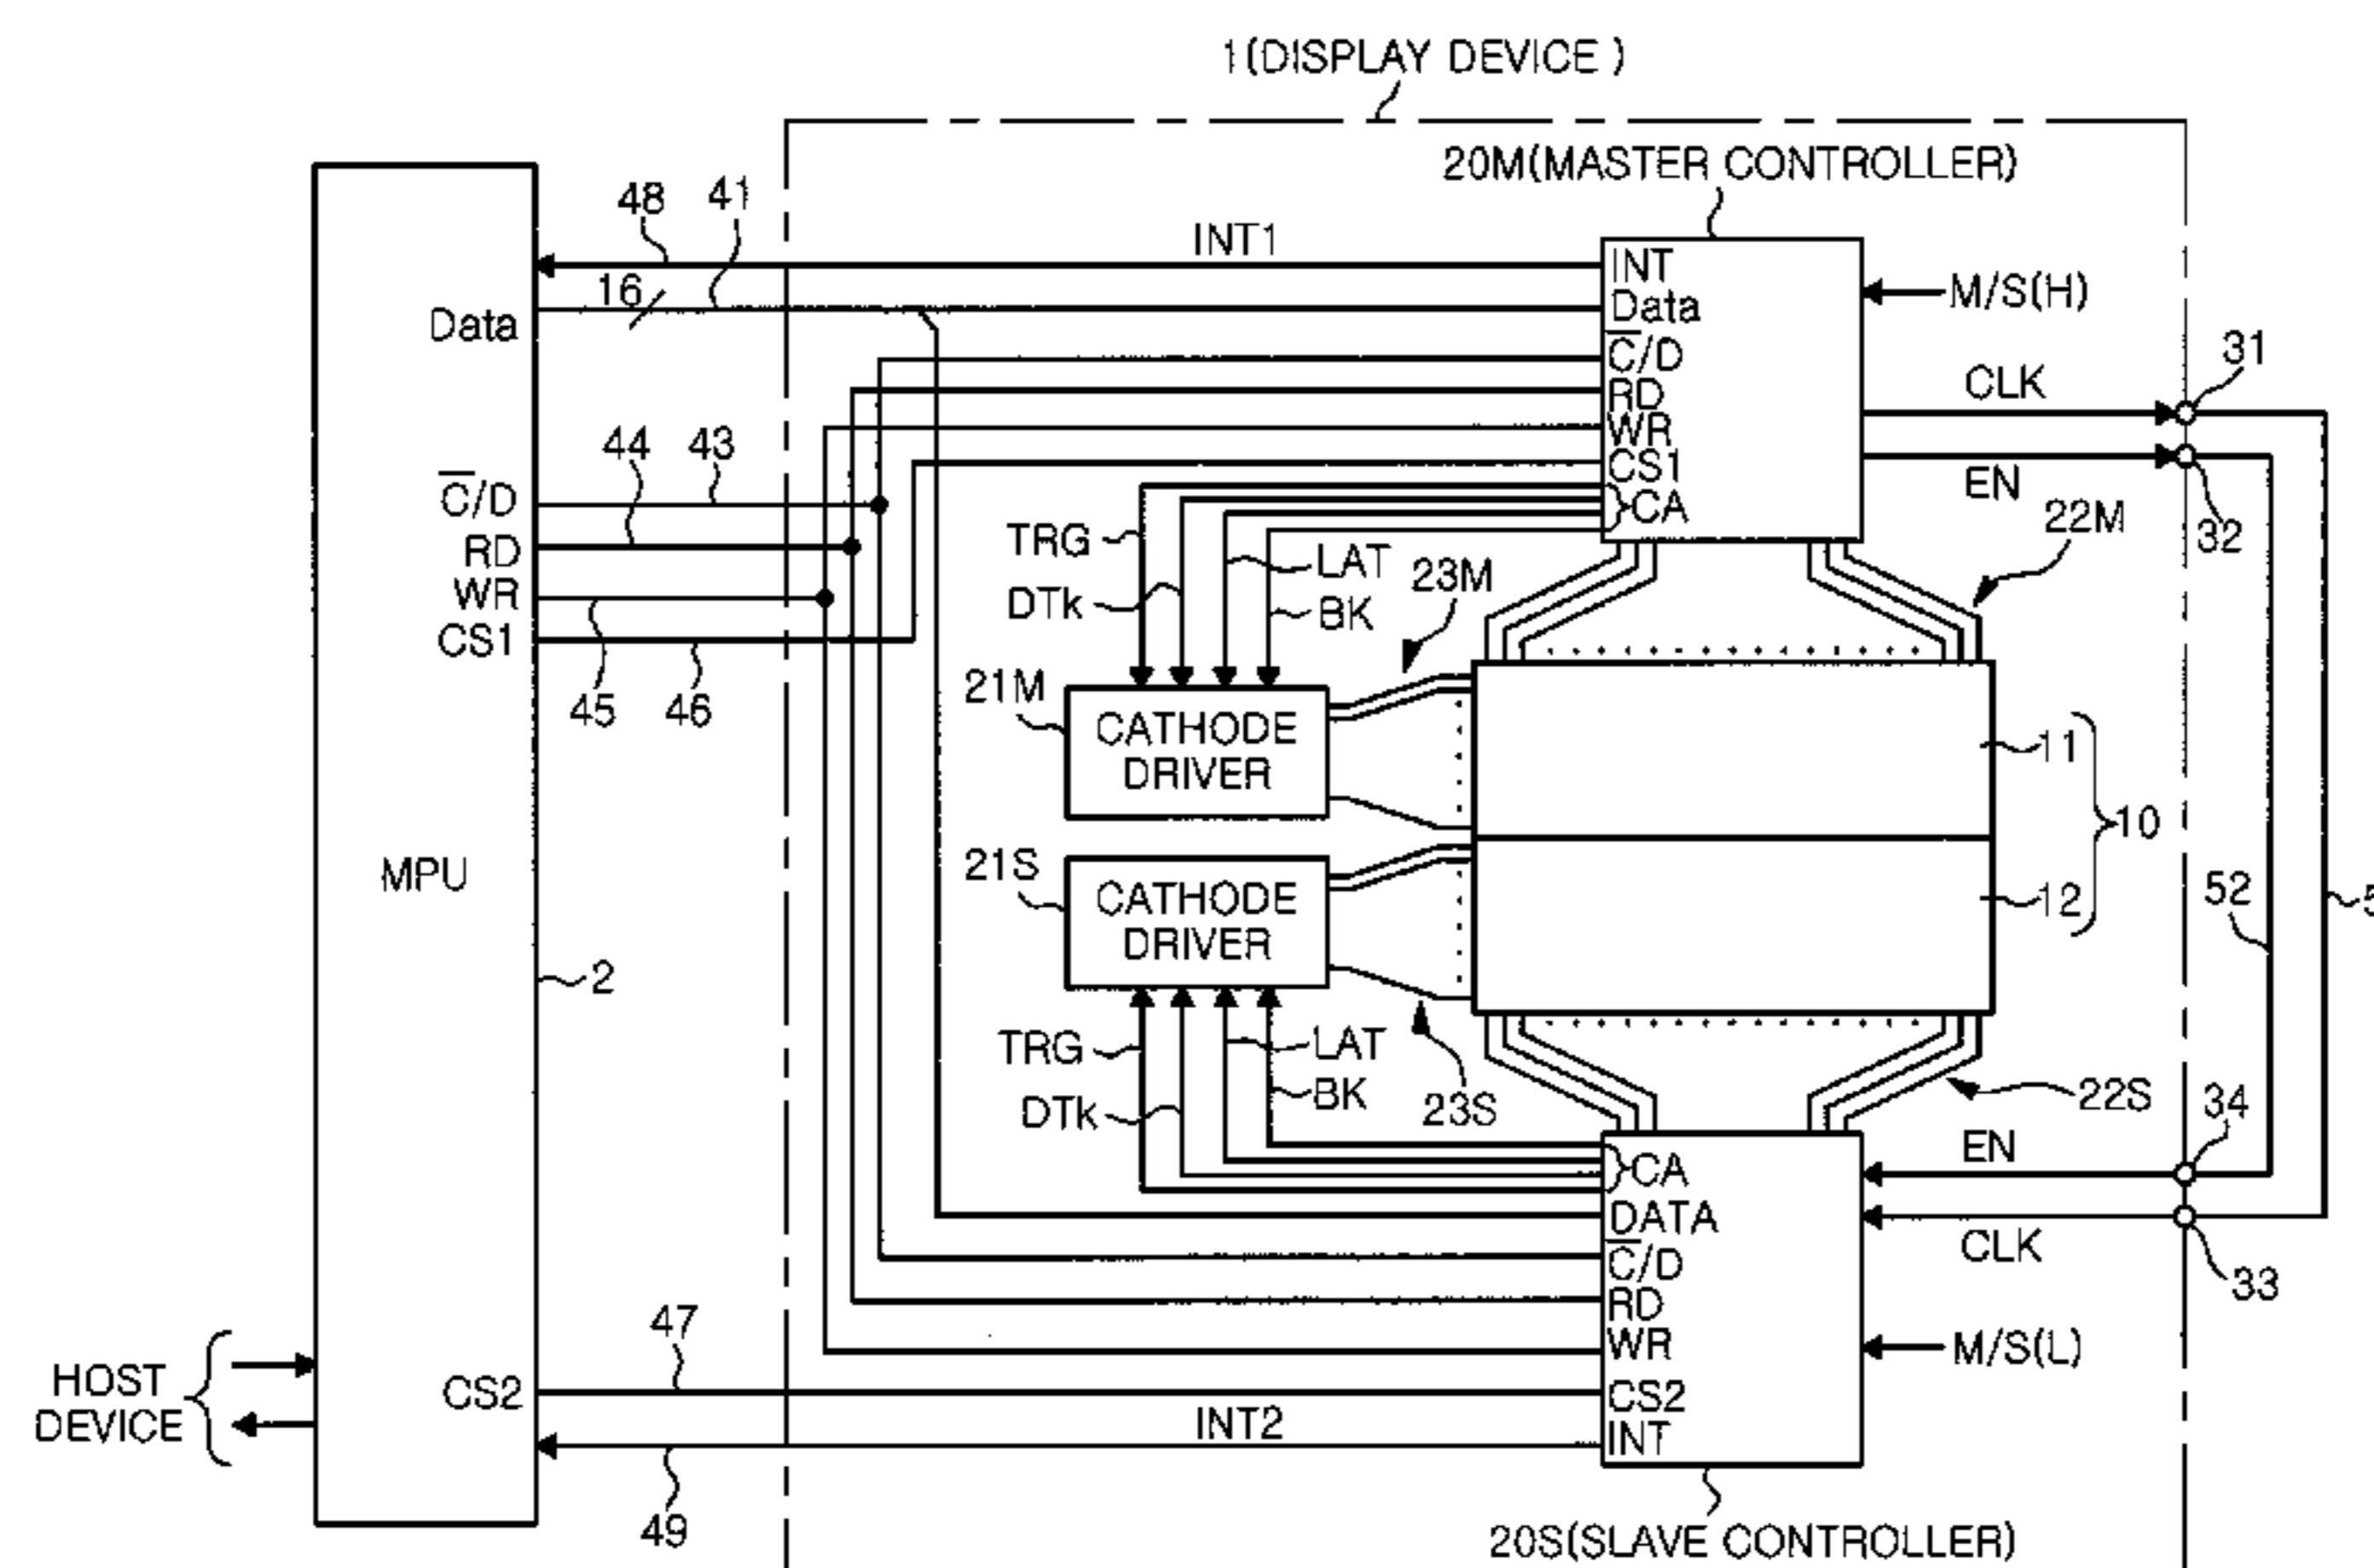 1(DISPLAY DEVICE)
20M(MASTER CONTROLLER)
48
41
INT1
INT
M/S(H)
16
Data
Data
C̅/D
31
RD
CLK
WR
44
43
CS1
EN
C̅/D
CA
22M
32
TRG
RD
LAT
23M
DTk
WR
BK
CS1
21M
45
46
CATHODE
DRIVER
11
10
21S
MPU
CATHODE
DRIVER
12
52
5
2
TRG
LAT
BK
DTk
23S
22S
34
EN
CA
DATA
CLK
C̅/D
33
RD
47
WR
M/S(L)
HOST
DEVICE
CS2
CS2
INT2
INT
49
20S(SLAVE CONTROLLER)